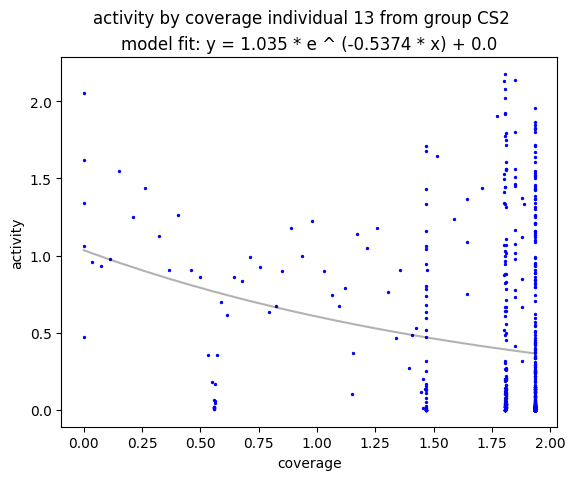 activity by coverage individual 13 from group CS2
model fit: y = 1.035 * e ^ (-0.5374 * x) + 0.0
2.0
1.5
1.0
0.5
0.0
activity
0.00 0.25 0.50 0.75 1.00 1.25 1.50 1.75 2.00
coverage